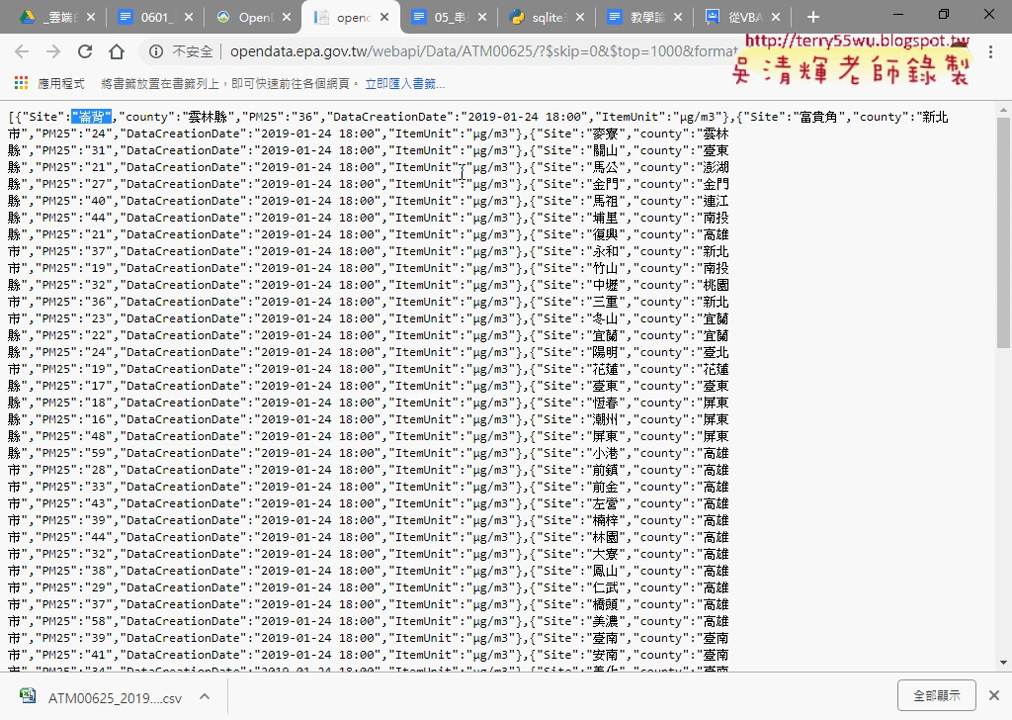 _雲端白
0601_
OpenI
openc
05_串
sqlite3
教學論
從VBA
不安全
opendata.epa.gov.tw/webapi/Data/ATM00625/?$skip=0&$top=1000&format
http://terry55wu.blogspot.tw
吳清輝老師錄製
應用程式 將書籤放置在書籤列上，即可快速前往各個網頁。 立即匯入書籤...
[{"Site":"崙背","county":"雲林縣","PM25":"36","DataCreationDate":"2019-01-24 18:00","ItemUnit":"μg/m3"},{"Site":"富貴角","county":"新北
市","PM25":"24","DataCreationDate":"2019-01-24 18:00","ItemUnit":"μg/m3"},{"Site":"麥寮","county":"雲林
縣","PM25":"31","DataCreationDate":"2019-01-24 18:00","ItemUnit":"μg/m3"},{"Site":"關山","county":"臺東
縣","PM25":"21","DataCreationDate":"2019-01-24 18:00","ItemUnit":"μg/m3"},{"Site":"馬公","county":"澎湖
縣","PM25":"27","DataCreationDate":"2019-01-24 18:00","ItemUnit":"μg/m3"},{"Site":"金門","county":"金門
縣","PM25":"40","DataCreationDate":"2019-01-24 18:00","ItemUnit":"μg/m3"},{"Site":"馬祖","county":"連江
縣","PM25":"44","DataCreationDate":"2019-01-24 18:00","ItemUnit":"μg/m3"},{"Site":"埔里","county":"南投
縣","PM25":"21","DataCreationDate":"2019-01-24 18:00","ItemUnit":"μg/m3"},{"Site":"復興","county":"高雄
市","PM25":"37","DataCreationDate":"2019-01-24 18:00","ItemUnit":"μg/m3"},{"Site":"永和","county":"新北
市","PM25":"19","DataCreationDate":"2019-01-24 18:00","ItemUnit":"μg/m3"},{"Site":"竹山","county":"南投
縣","PM25":"32","DataCreationDate":"2019-01-24 18:00","ItemUnit":"μg/m3"},{"Site":"中壢","county":"桃園
市","PM25":"36","DataCreationDate":"2019-01-24 18:00","ItemUnit":"μg/m3"},{"Site":"三重","county":"新北
市","PM25":"23","DataCreationDate":"2019-01-24 18:00","ItemUnit":"μg/m3"},{"Site":"冬山","county":"宜蘭
縣","PM25":"22","DataCreationDate":"2019-01-24 18:00","ItemUnit":"μg/m3"},{"Site":"宜蘭","county":"宜蘭
縣","PM25":"24","DataCreationDate":"2019-01-24 18:00","ItemUnit":"μg/m3"},{"Site":"陽明","county":"臺北
市","PM25":"19","DataCreationDate":"2019-01-24 18:00","ItemUnit":"μg/m3"},{"Site":"花蓮","county":"花蓮
縣","PM25":"17","DataCreationDate":"2019-01-24 18:00","ItemUnit":"μg/m3"},{"Site":"臺東","county":"臺東
縣","PM25":"18","DataCreationDate":"2019-01-24 18:00","ItemUnit":"μg/m3"},{"Site":"恆春","county":"屏東
縣","PM25":"16","DataCreationDate":"2019-01-24 18:00","ItemUnit":"μg/m3"},{"Site":"潮州","county":"屏東
縣","PM25":"48","DataCreationDate":"2019-01-24 18:00","ItemUnit":"μg/m3"},{"Site":"屏東","county":"屏東
縣","PM25":"59","DataCreationDate":"2019-01-24 18:00","ItemUnit":"μg/m3"},{"Site":"小港","county":"高雄
市","PM25":"28","DataCreationDate":"2019-01-24 18:00","ItemUnit":"μg/m3"},{"Site":"前鎮","county":"高雄
市","PM25":"33","DataCreationDate":"2019-01-24 18:00","ItemUnit":"μg/m3"},{"Site":"前金","county":"高雄
市","PM25":"43","DataCreationDate":"2019-01-24 18:00","ItemUnit":"μg/m3"},{"Site":"左營","county":"高雄
市","PM25":"39","DataCreationDate":"2019-01-24 18:00","ItemUnit":"μg/m3"},{"Site":"楠梓","county":"高雄
市","PM25":"44","DataCreationDate":"2019-01-24 18:00","ItemUnit":"μg/m3"},{"Site":"林園","county":"高雄
市","PM25":"32","DataCreationDate":"2019-01-24 18:00","ItemUnit":"μg/m3"},{"Site":"大寮","county":"高雄
市","PM25":"38","DataCreationDate":"2019-01-24 18:00","ItemUnit":"μg/m3"},{"Site":"鳳山","county":"高雄
市","PM25":"29","DataCreationDate":"2019-01-24 18:00","ItemUnit":"μg/m3"},{"Site":"仁武","county":"高雄
市","PM25":"37","DataCreationDate":"2019-01-24 18:00","ItemUnit":"μg/m3"},{"Site":"橋頭","county":"高雄
市","PM25":"58","DataCreationDate":"2019-01-24 18:00","ItemUnit":"μg/m3"},{"Site":"美濃","county":"高雄
市","PM25":"39","DataCreationDate":"2019-01-24 18:00","ItemUnit":"μg/m3"},{"Site":"臺南","county":"臺南
市","PM25":"41","DataCreationDate":"2019-01-24 18:00","ItemUnit":"μg/m3"},{"Site":"安南","county":"臺南
市","PM25":"34","DataCreationDate":"2019-01-24 18:00","ItemUnit":"μg/m3"},{"Site":"善化","county":"臺南
ATM00625_2019....csv
全部顯示